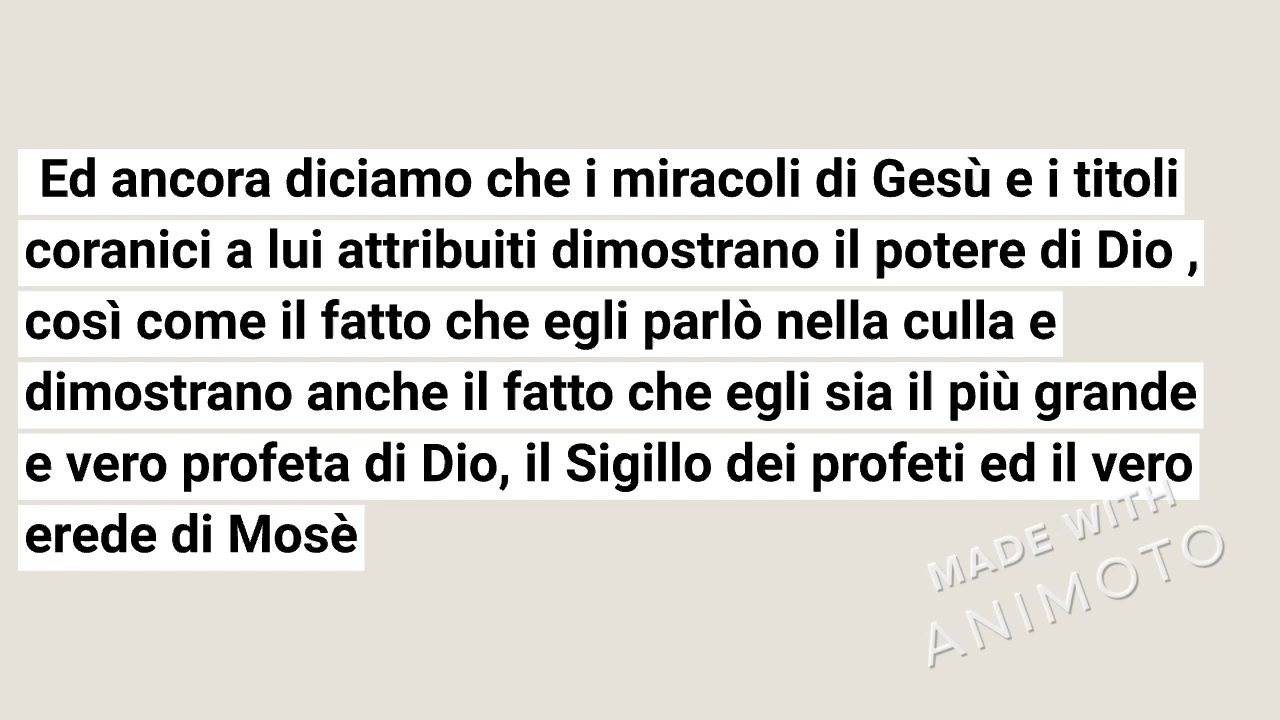 Ed ancora diciamo che i miracoli di Gesù e i titoli
coranici a lui attribuiti dimostrano il potere di Dio ,
così come il fatto che egli parlò nella culla e
dimostrano anche il fatto che egli sia il più grande
e vero profeta di Dio, il Sigillo dei profeti ed il vero
erede di Mosè
MADE WITH
ANIMOTO